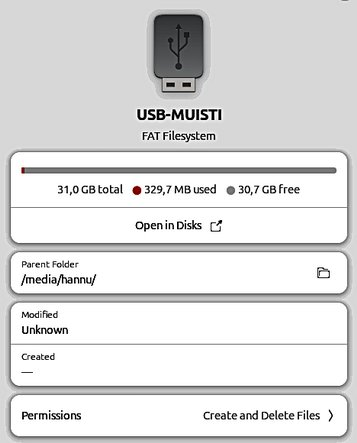 USB-MUISTI
FAT Filesystem
31,0 GB total 329,7 MB used 30,7 GB free
Open in Disks
Parent Folder
/media/hannu/
Modified
Unknown
Created
—
Permissions Create and Delete Files